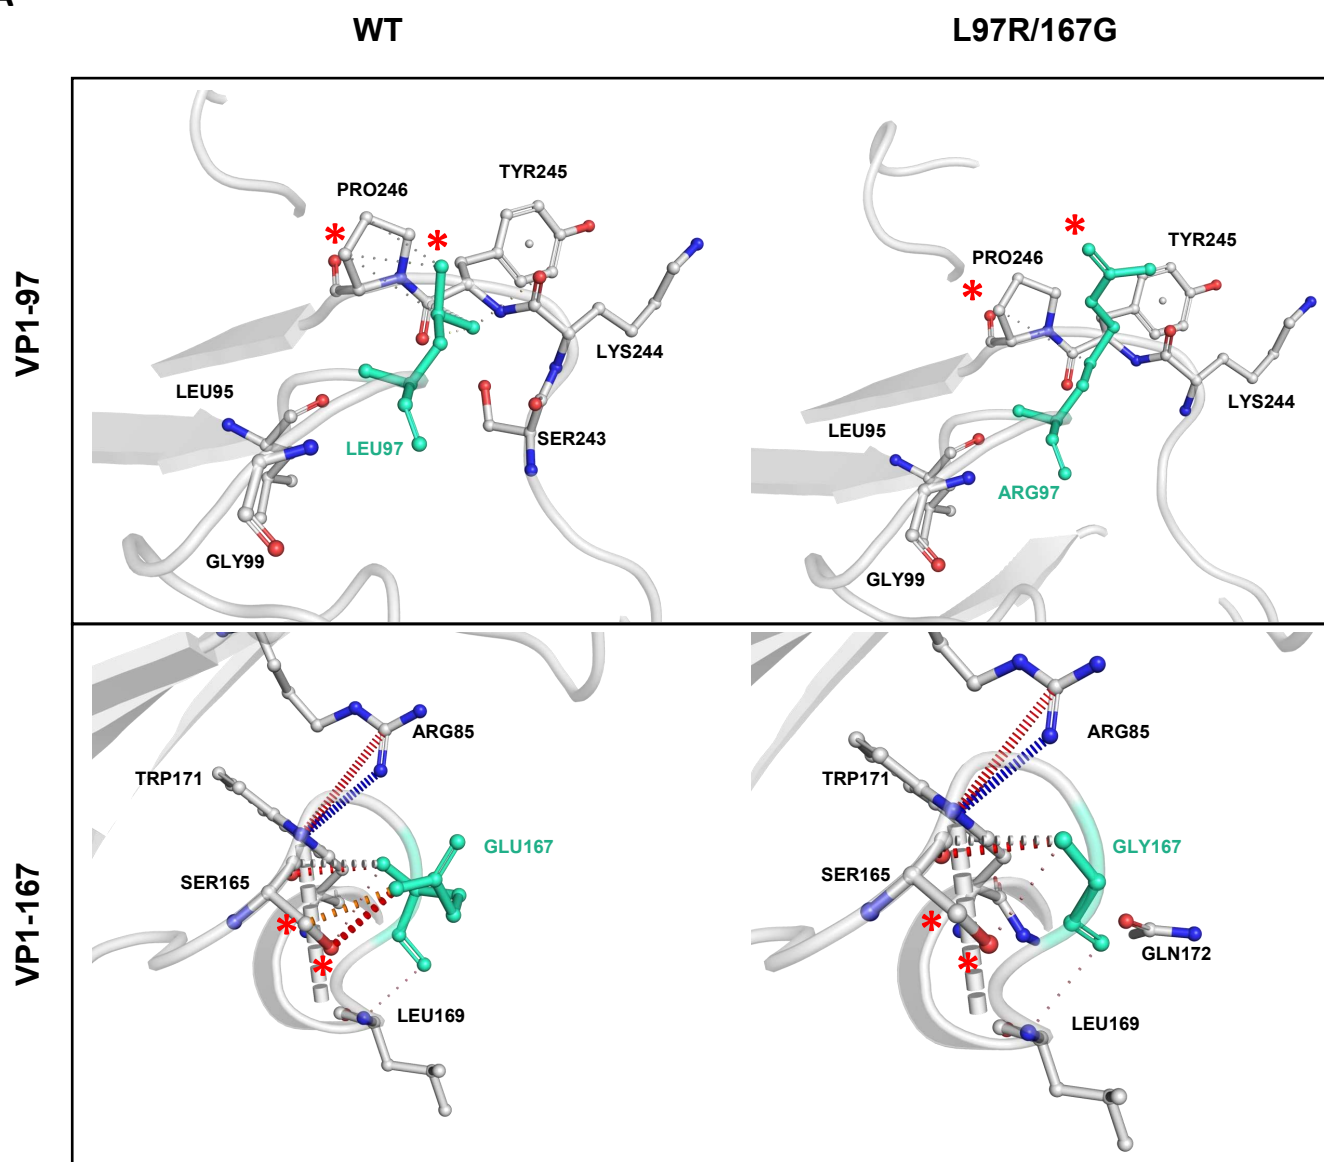 A
WT
L97R/167G
VP1-97
PRO246
TYR245
*
*
LYS244
LEU95
LEU97
SER243
GLY99
*
PRO246
TYR245
*
LYS244
LEU95
ARG97
GLY99
VP1-167
ARG85
TRP171
GLU167
SER165
*
*
LEU169
ARG85
TRP171
GLY167
SER165
*
GLN172
*
LEU169